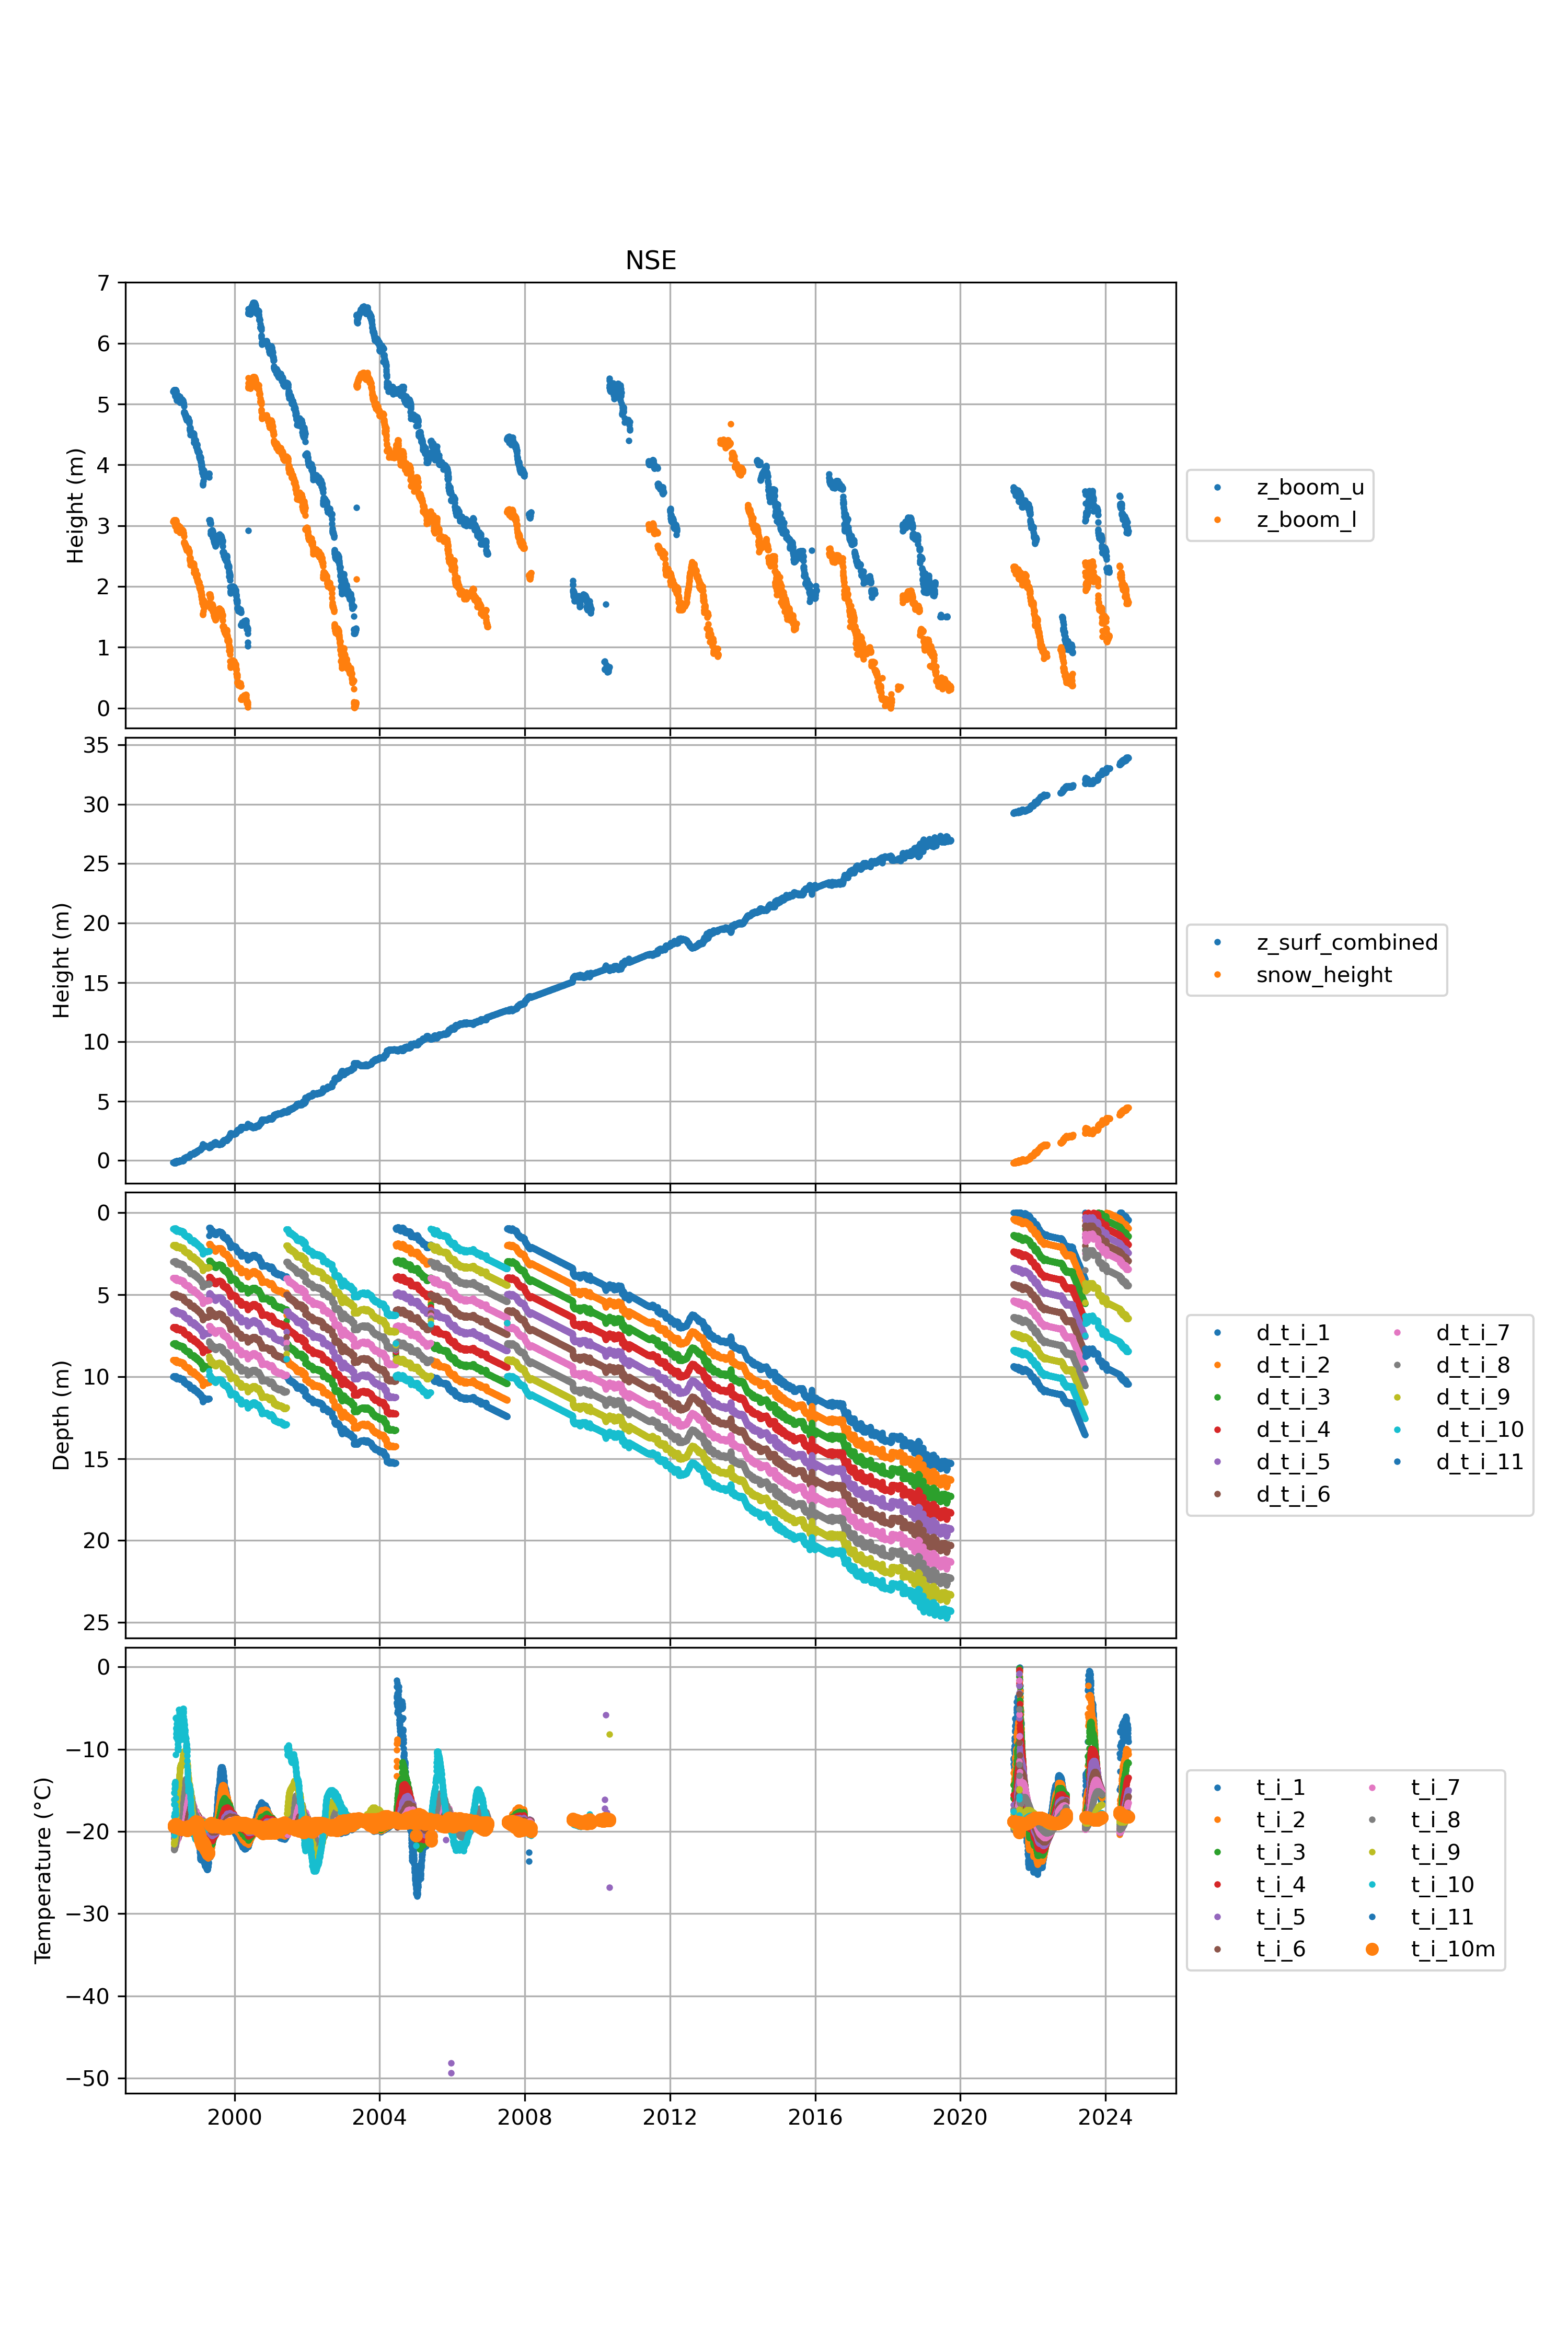 NSE
7
6
5
4
3
2
1
0
Height (m)
z_boom_u
z_boom_l
35
30
25
20
15
10
5
0
Height (m)
z_surf_combined
snow_height
0
5
10
15
20
25
Depth (m)
d_t_i_1
d_t_i_2
d_t_i_3
d_t_i_4
d_t_i_5
d_t_i_6
d_t_i_7
d_t_i_8
d_t_i_9
d_t_i_10
d_t_i_11
0
−10
−20
−30
−40
−50
Temperature (°C)
t_i_1
t_i_2
t_i_3
t_i_4
t_i_5
t_i_6
t_i_7
t_i_8
t_i_9
t_i_10
t_i_11
t_i_10m
2000 2004 2008 2012 2016 2020 2024